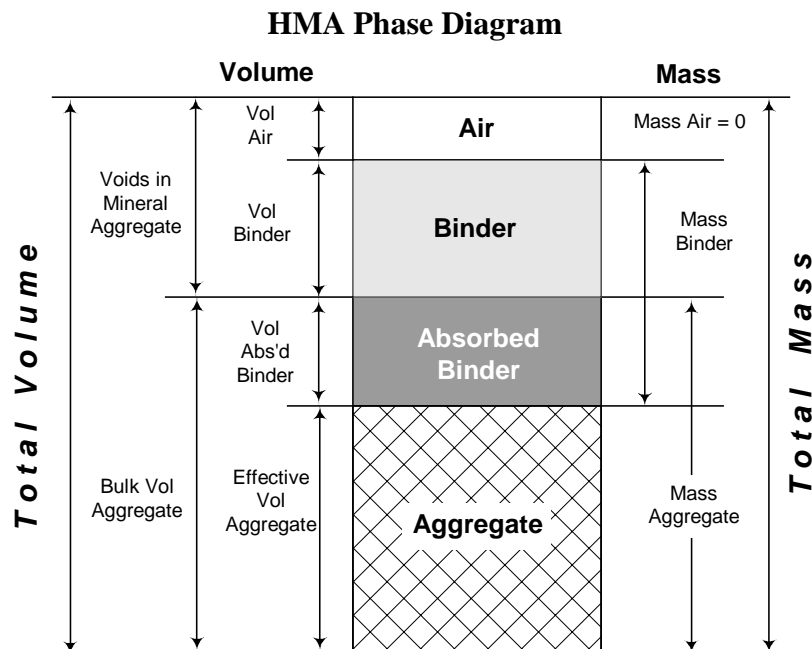 HMA Phase Diagram
Volume
Mass
Vol
Air
Air
Mass Air = 0
Voids in
Mineral
Aggregate
Vol
Binder
Binder
Mass
Binder
Total Volume
Total Mass
Vol
Abs'd
Binder
Absorbed
Binder
Bulk Vol
Aggregate
Effective
Vol
Aggregate
Aggregate
Mass
Aggregate